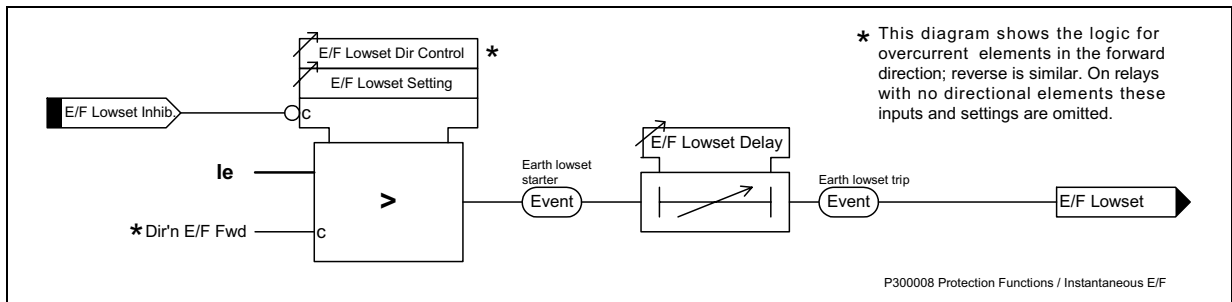 E/F Lowset Dir Control *
E/F Lowset Setting
E/F Lowset Inhib.
c
Ie
>
* Dir'n E/F Fwd
c
Earth lowset
starter
Event
E/F Lowset Delay
Earth lowset trip
Event
E/F Lowset
* This diagram shows the logic for
overcurrent elements in the forward
direction; reverse is similar. On relays
with no directional elements these
inputs and settings are omitted.
P300008 Protection Functions / Instantaneous E/F